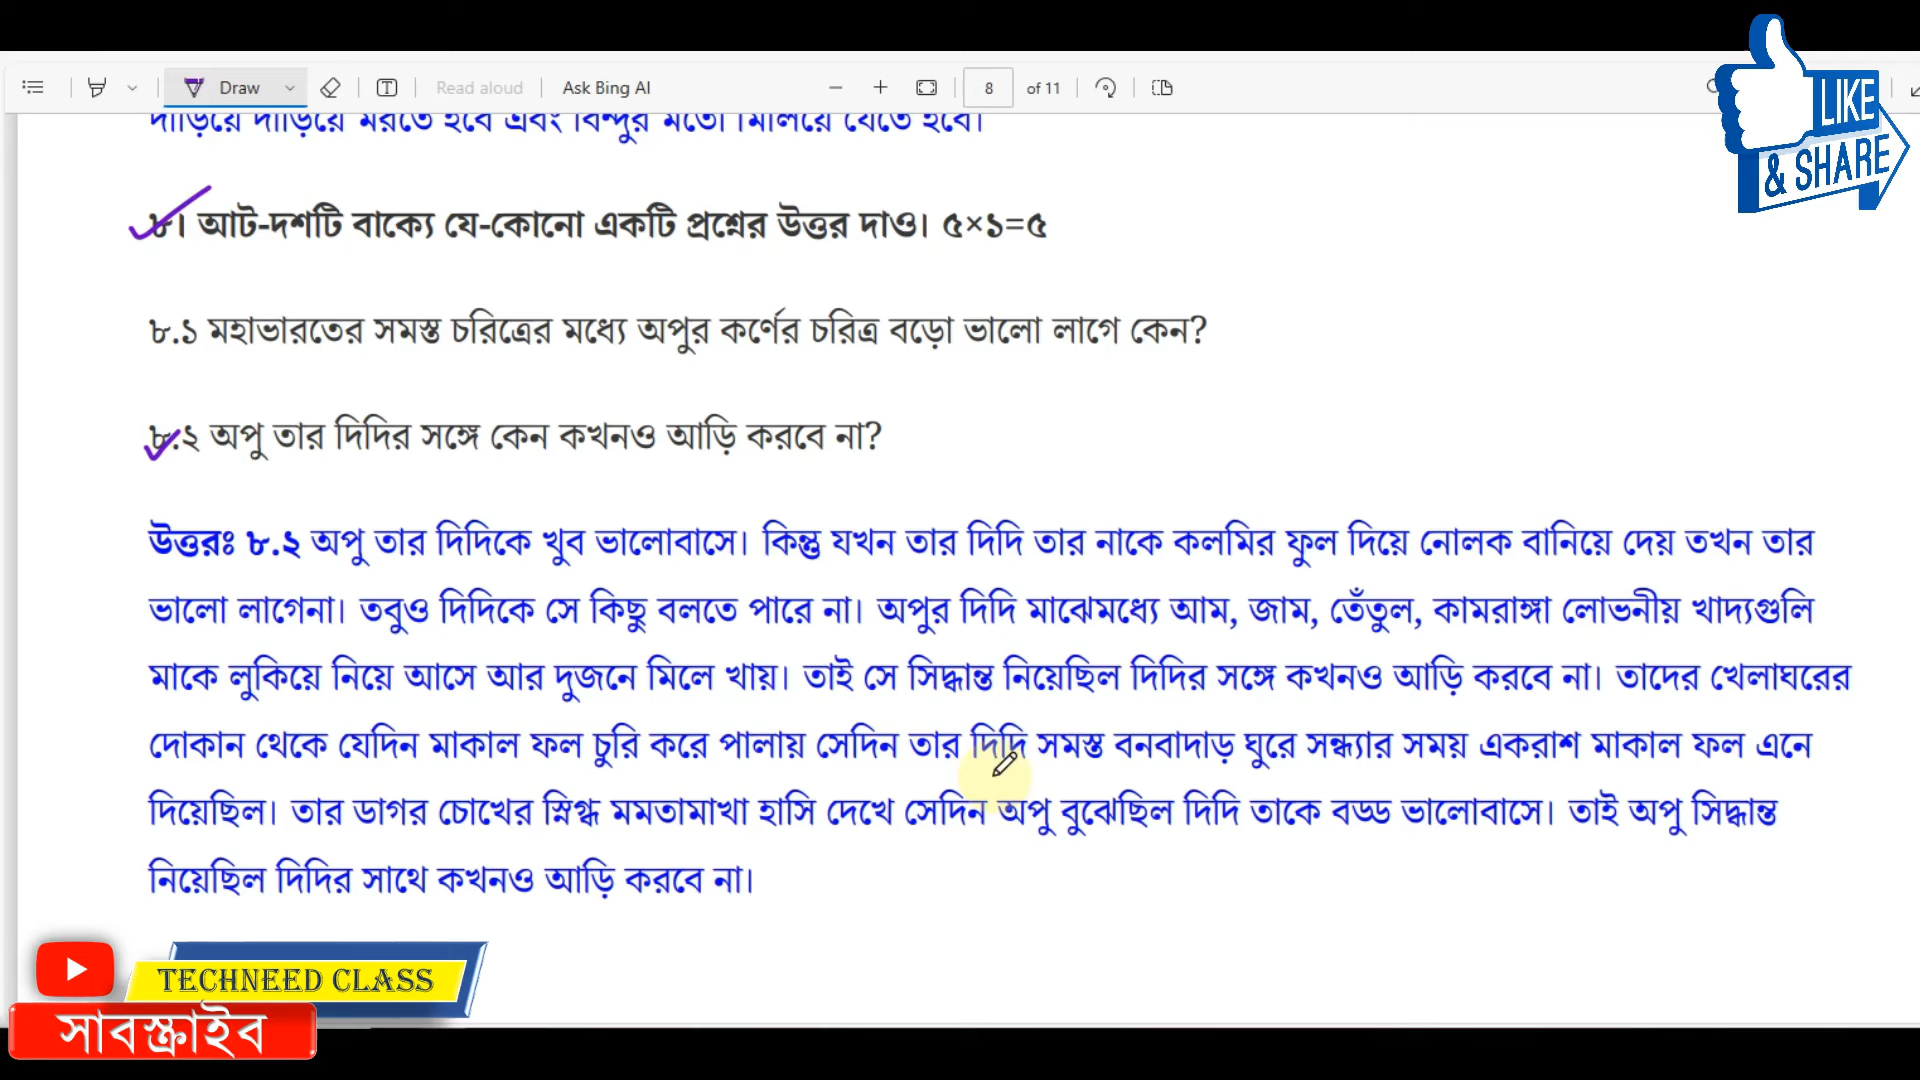 Draw
Read aloud
Ask Bing AI
8
of 11
LIKE
& SHARE
দাঁড়িয়ে দাঁড়িয়ে মরতে হবে এবং বিন্দুর মতো মিলিয়ে যেতে হবে।
৮। আট-দশটি বাক্যে যে-কোনো একটি প্রশ্নের উত্তর দাও। ৫×১=৫
৮.১ মহাভারতের সমস্ত চরিত্রের মধ্যে অপুর কর্ণের চরিত্র বড়ো ভালো লাগে কেন?
৮.২ অপু তার দিদির সঙ্গে কেন কখনও আড়ি করবে না?
উত্তরঃ ৮.২ অপু তার দিদিকে খুব ভালোবাসে। কিন্তু যখন তার দিদি তার নাকে কলমির ফুল দিয়ে নোলক বানিয়ে দেয় তখন তার
ভালো লাগেনা। তবুও দিদিকে সে কিছু বলতে পারে না। অপুর দিদি মাঝেমধ্যে আম, জাম, তেঁতুল, কামরাঙ্গা লোভনীয় খাদ্যগুলি
মাকে লুকিয়ে নিয়ে আসে আর দুজনে মিলে খায়। তাই সে সিদ্ধান্ত নিয়েছিল দিদির সঙ্গে কখনও আড়ি করবে না। তাদের খেলাঘরের
দোকান থেকে যেদিন মাকাল ফল চুরি করে পালায় সেদিন তার দিদি সমস্ত বনবাদাড় ঘুরে সন্ধ্যার সময় একরাশ মাকাল ফল এনে
দিয়েছিল। তার ডাগর চোখের স্নিগ্ধ মমতামাখা হাসি দেখে সেদিন অপু বুঝেছিল দিদি তাকে বড্ড ভালোবাসে। তাই অপু সিদ্ধান্ত
নিয়েছিল দিদির সাথে কখনও আড়ি করবে না।
TECHNEED CLASS
সাবস্ক্রাইব